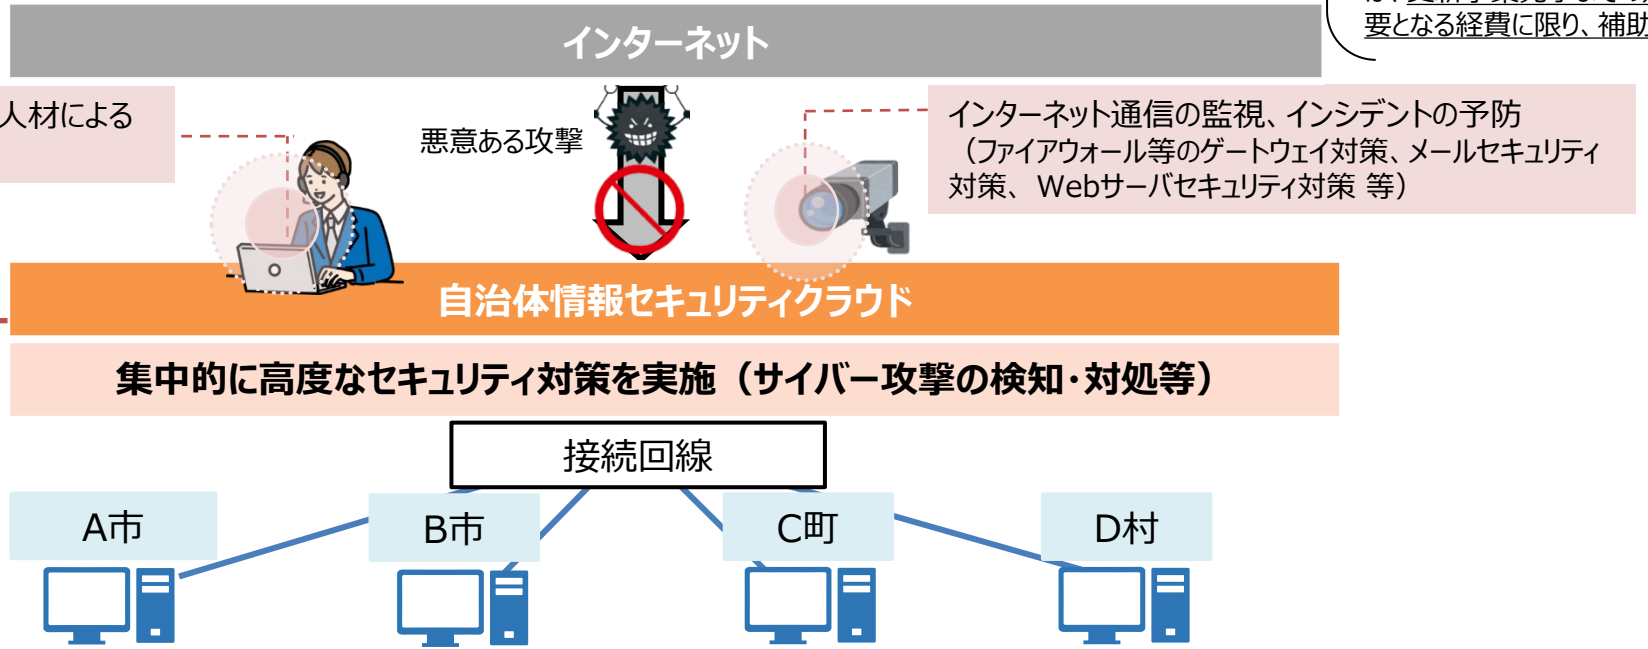 要となる経費に限り、補助
インターネット
人材による
悪意ある攻撃
インターネット通信の監視、インシデントの予防
（ファイアウォール等のゲートウェイ対策、メールセキュリティ
対策、 Webサーバセキュリティ対策 等）
自治体情報セキュリティクラウド
集中的に高度なセキュリティ対策を実施（サイバー攻撃の検知・対処等）
接続回線
A市
B市
C町
D村